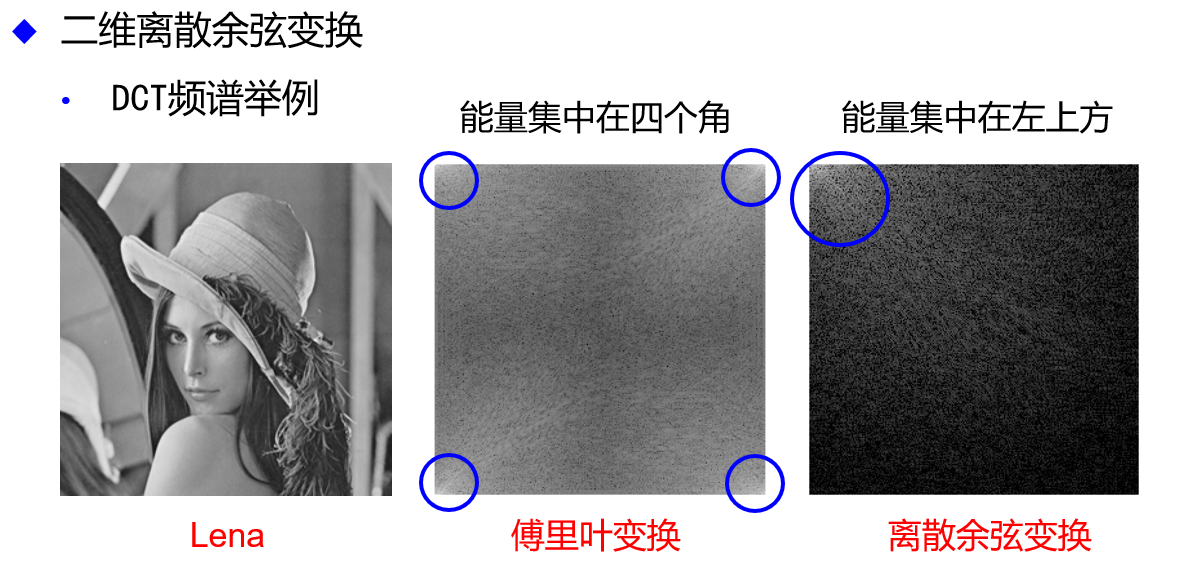 二维离散余弦变换
DCT频谱举例
能量集中在四个角
能量集中在左上方
Lena
傅里叶变换
离散余弦变换